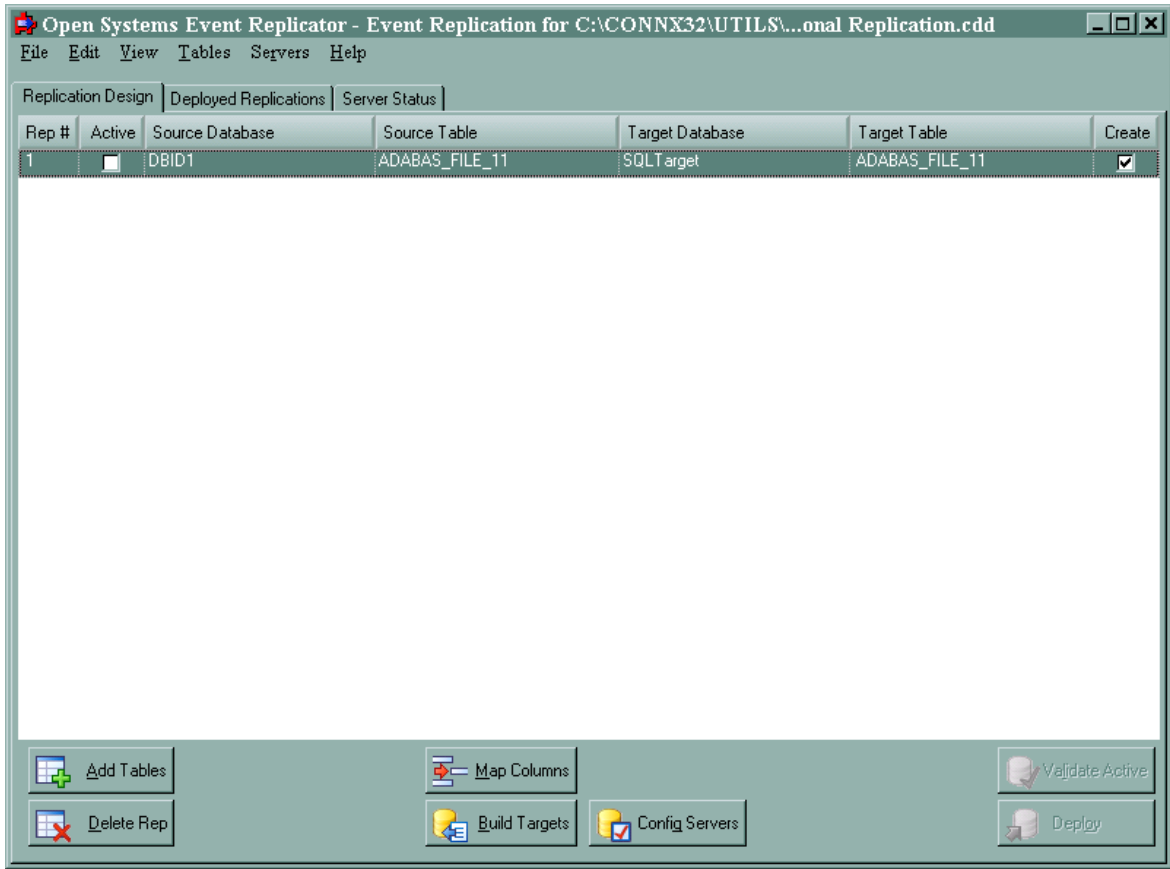 Open Systems Event Replicator - Event Replication for C:\CONNX32\UTILS\...onal Replication.cdd
File Edit View Tables Servers Help
Replication Design Deployed Replications Server Status
Rep # Active Source Database Source Table Target Database Target Table Create
1 DBID1 ADABAS_FILE_11 SQLTarget ADABAS_FILE_11
Add Tables Map Columns Validate Active
Delete Rep Build Targets Config Servers Deploy